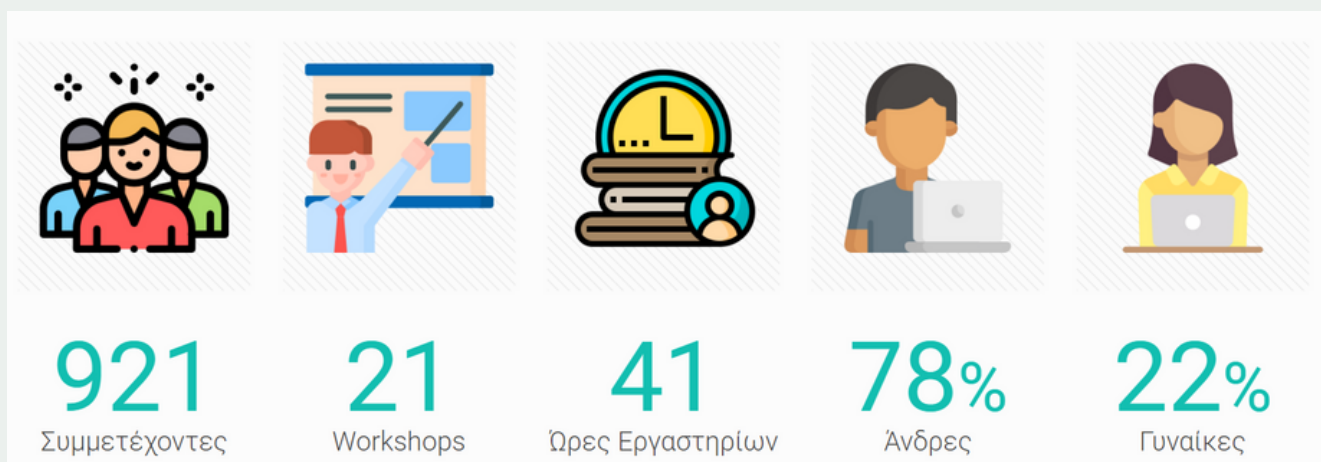 921
Συμμετέχοντες
21
Workshops
41
Ώρες Εργαστηρίων
78%
Άνδρες
22%
Γυναίκες